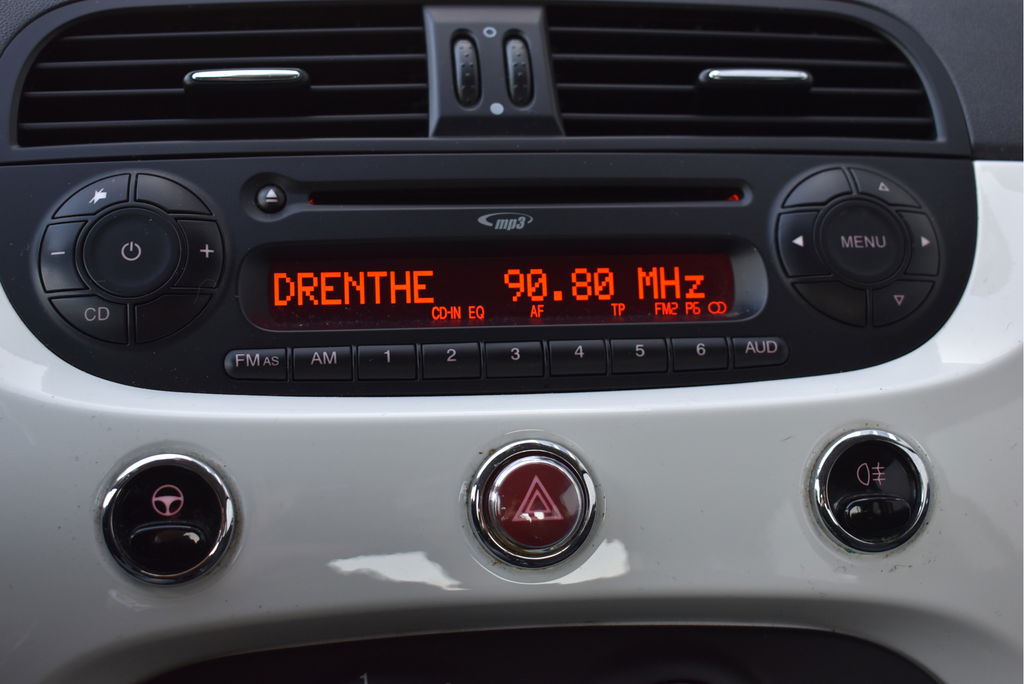 mp3
MENU
CD
DRENTHE 90.80 MHz
CD-IN EQ AF TP FM2 P6
FM AS AM 1 2 3 4 5 6 AUD
1